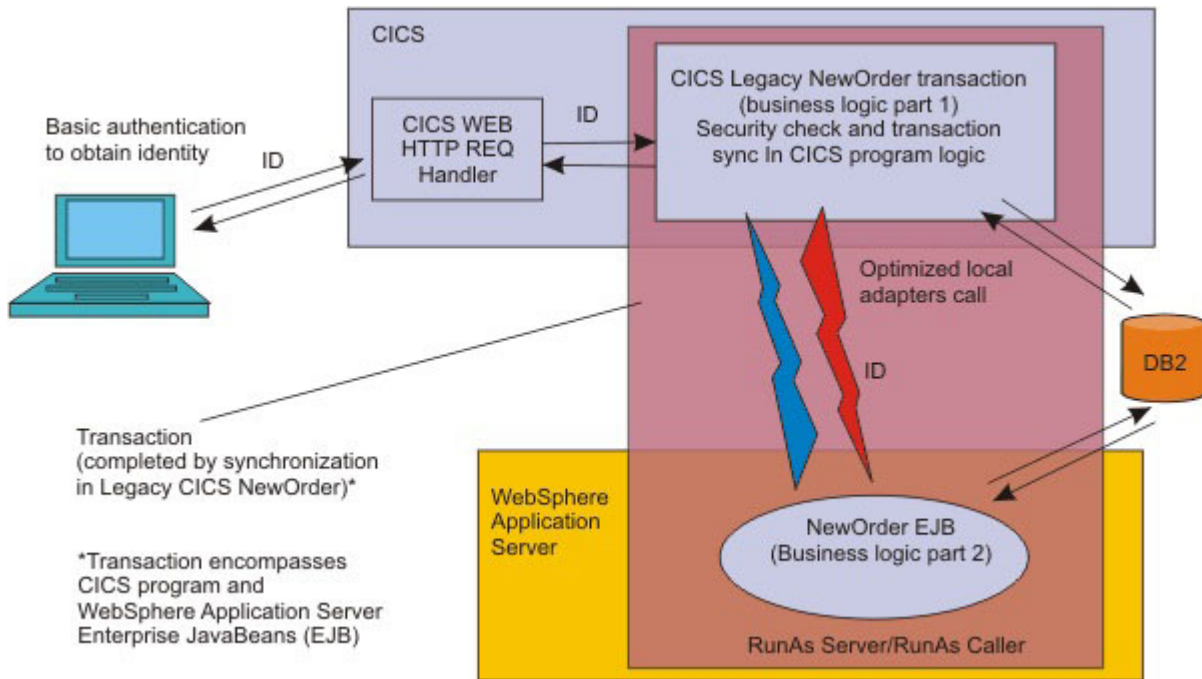 CICS
CICS Legacy NewOrder transaction
(business logic part 1)
Security check and transaction
sync In CICS program logic
ID
CICS WEB
HTTP REQ
Handler
Basic authentication
to obtain identity
ID
Optimized local
adapters call
ID
DB2
Transaction
(completed by synchronization
in Legacy CICS NewOrder)*
WebSphere
Application
Server
NewOrder EJB
(Business logic part 2)
*Transaction encompasses
CICS program and
WebSphere Application Server
Enterprise JavaBeans (EJB)
RunAs Server/RunAs Caller